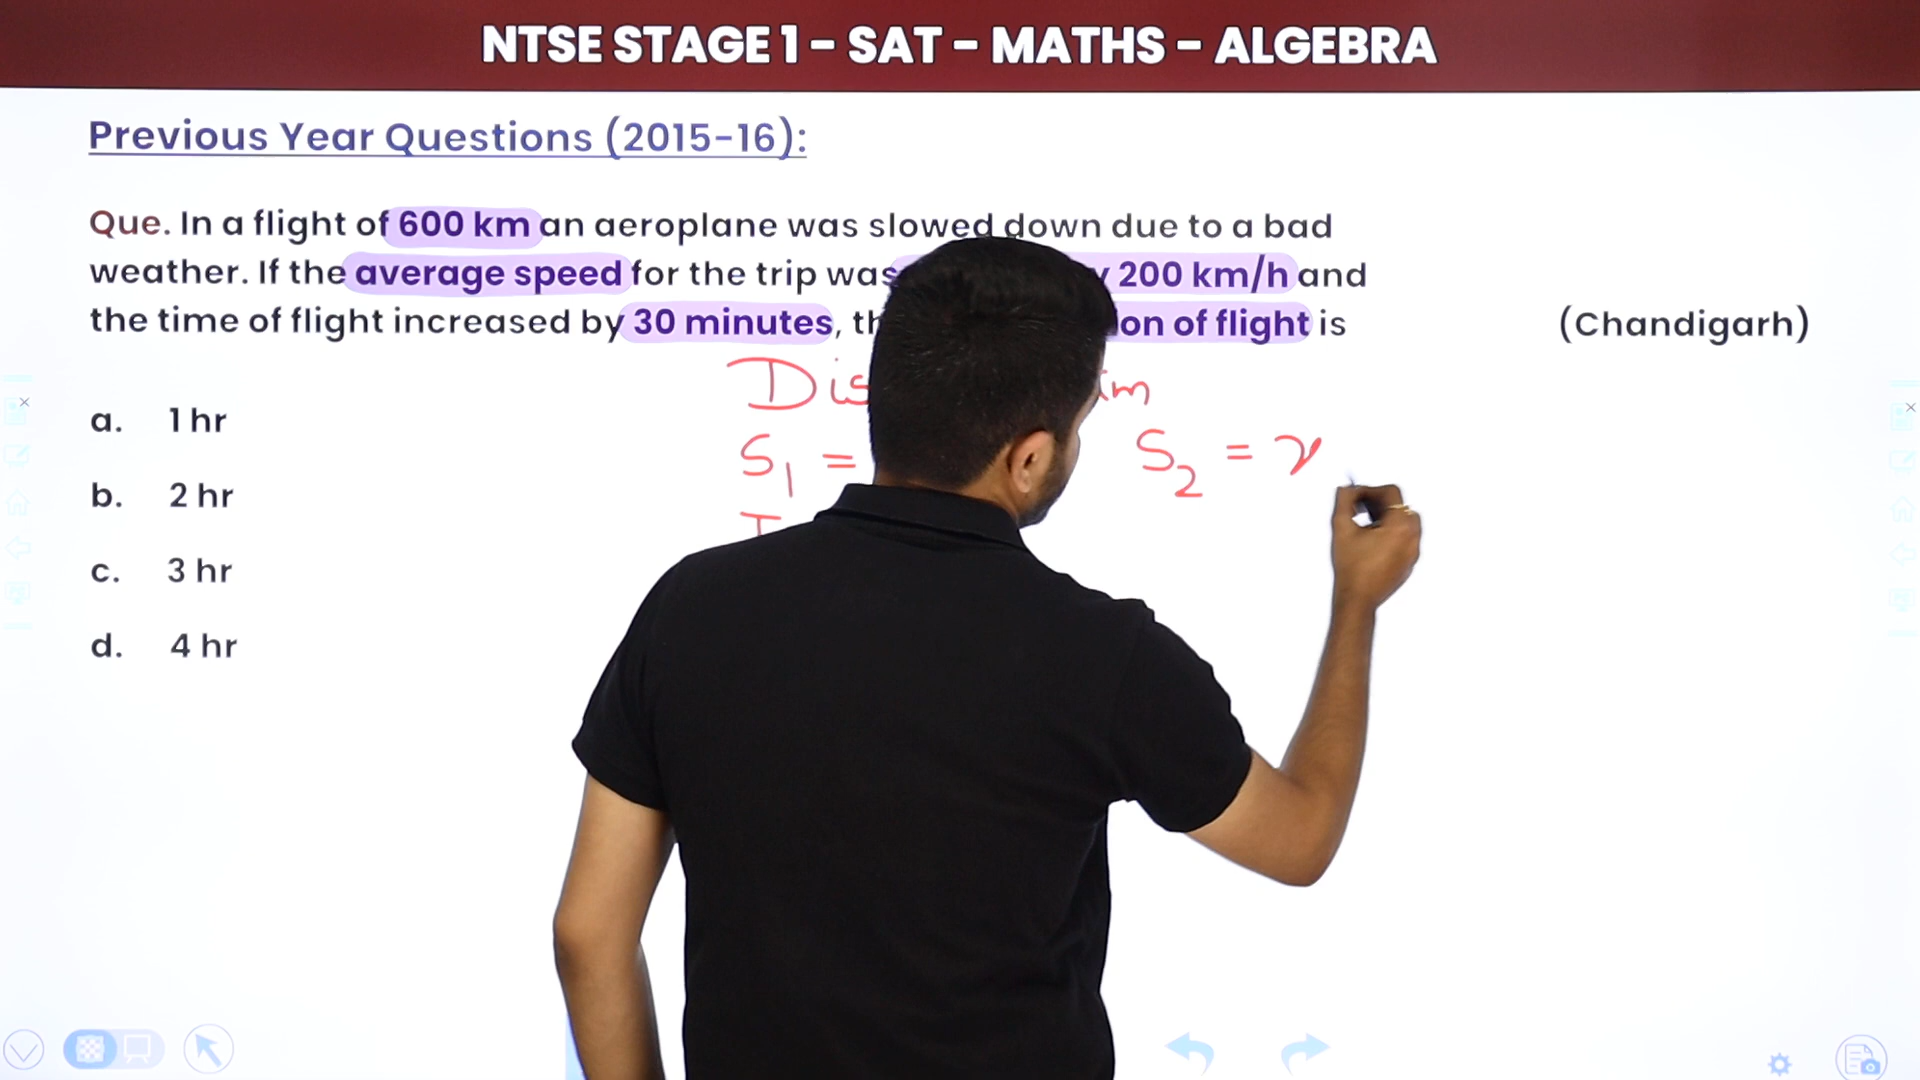 NTSE STAGE 1 - SAT - MATHS - ALGEBRA
Previous Year Questions (2015-16):
Que. In a flight of 600 km an aeroplane was slowed down due to a bad
weather. If the average speed for the trip was 200 km/h and
the time of flight increased by 30 minutes, of flight is (Chandigarh)
a. 1 hr
b. 2 hr
c. 3 hr
d. 4 hr
S₁ = S₂ =